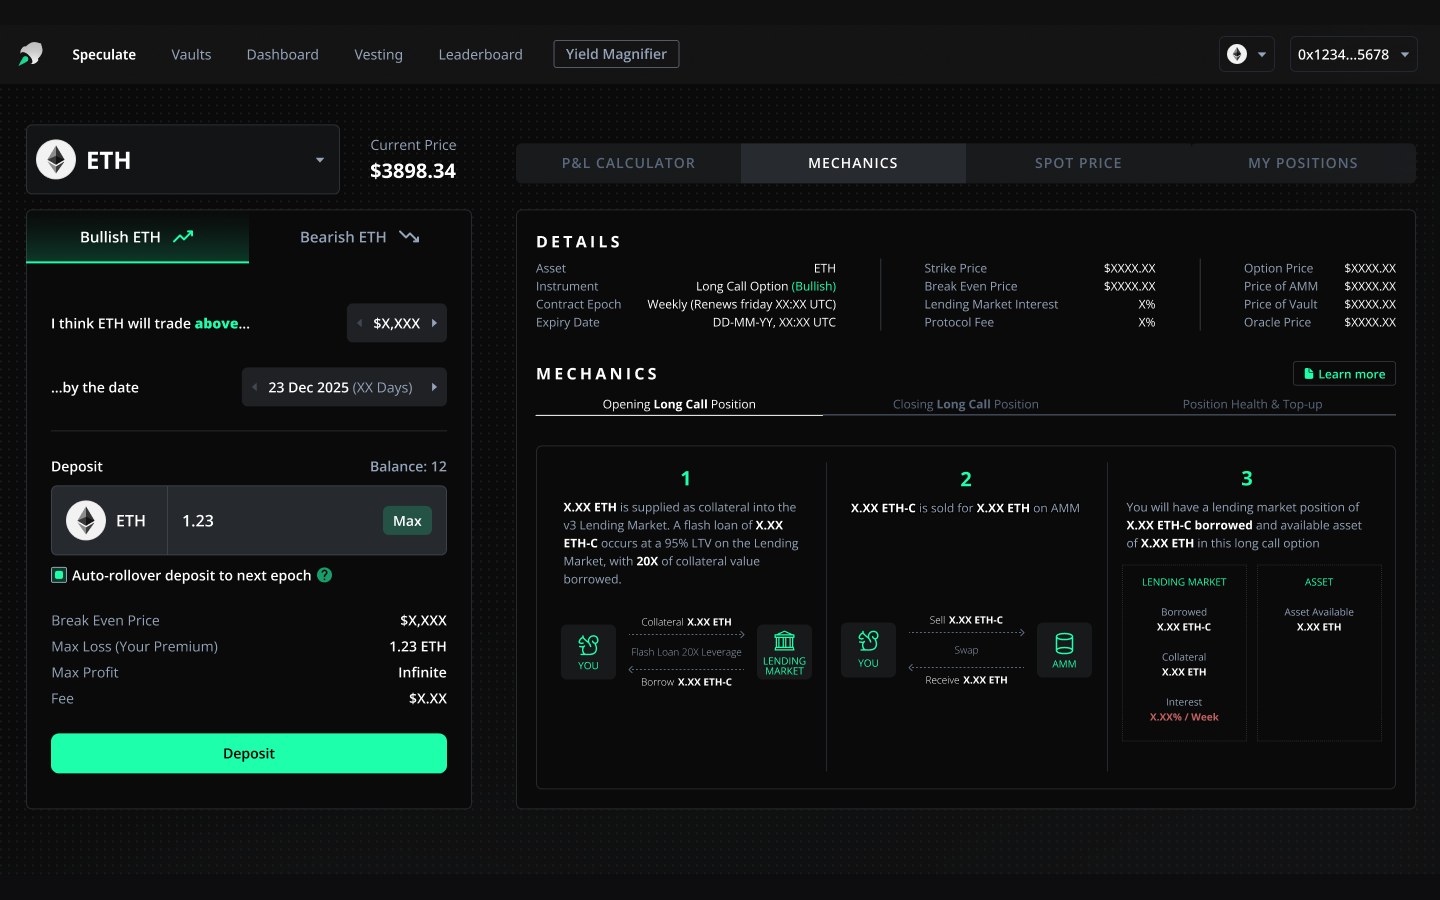 Speculate
Vaults
Dashboard
Vesting
Leaderboard
Yield Magnifier
0x1234...5678
ETH
Current Price
$3898.34
P&L CALCULATOR
MECHANICS
SPOT PRICE
MY POSITIONS
Bullish ETH
Bearish ETH
I think ETH will trade above...
$X,XXX
...by the date
23 Dec 2025 (XX Days)
Deposit
Balance: 12
ETH
1.23
Max
Auto-rollover deposit to next epoch ?
Break Even Price
$X,XXX
Max Loss (Your Premium)
1.23 ETH
Max Profit
Infinite
Fee
$X.XX
Deposit
DETAILS
Asset
ETH
Instrument
Long Call Option (Bullish)
Contract Epoch
Weekly (Renews friday XX:XX UTC)
Expiry Date
DD-MM-YY, XX:XX UTC
Strike Price
$XXXX.XX
Break Even Price
$XXXX.XX
Lending Market Interest
X%
Protocol Fee
X%
Option Price
$XXXX.XX
Price of AMM
$XXXX.XX
Price of Vault
$XXXX.XX
Oracle Price
$XXXX.XX
MECHANICS
Learn more
Opening Long Call Position
Closing Long Call Position
Position Health & Top-up
1
X.XX ETH is supplied as collateral into the
v3 Lending Market. A flash loan of X.XX
ETH-C occurs at a 95% LTV on the Lending
Market, with 20X of collateral value
borrowed.
YOU
Collateral X.XX ETH
Flash Loan 20X Leverage
Borrow X.XX ETH-C
LENDING
MARKET
2
X.XX ETH-C is sold for X.XX ETH on AMM
YOU
Sell X.XX ETH-C
Swap
Receive X.XX ETH
AMM
3
You will have a lending market position of
X.XX ETH-C borrowed and available asset
of X.XX ETH in this long call option
LENDING MARKET
Borrowed
X.XX ETH-C
Collateral
X.XX ETH
Interest
X.XX% / Week
ASSET
Asset Available
X.XX ETH